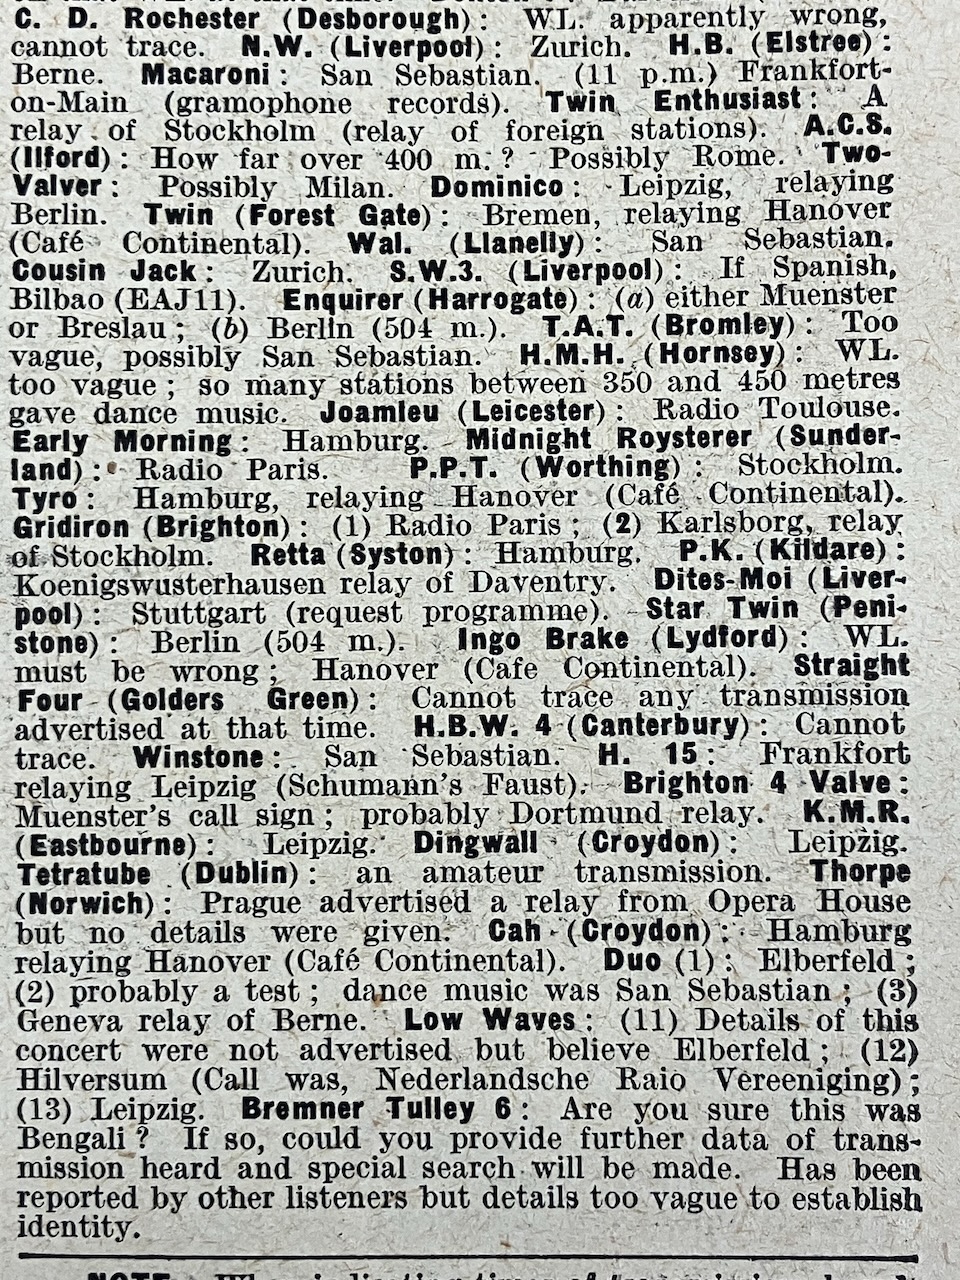 C. D. Rochester (Desborough): WL. apparently wrong,
cannot trace. N.W. (Liverpool): Zurich. H.B. (Elstree):
Berne. Macaroni: San Sebastian. (11 p.m.) Frankfort-
on-Main (gramophone records). Twin Enthusiast: A
relay of Stockholm (relay of foreign stations). A.C.S.
(Ilford): How far over 400 m.? Possibly Rome. Two-
Valver: Possibly Milan. Dominico: Leipzig, relaying
Berlin. Twin (Forest Gate): Bremen, relaying Hanover
(Café Continental). Wal. (Llanelly): San Sebastian.
Cousin Jack: Zurich. S.W.3. (Liverpool): If Spanish,
Bilbao (EAJ11). Enquirer (Harrogate): (a) either Muenster
or Breslau; (b) Berlin (504 m.). T.A.T. (Bromley): Too
vague, possibly San Sebastian. H.M.H. (Hornsey): WL.
too vague; so many stations between 350 and 450 metres
gave dance music. Joamleu (Leicester): Radio Toulouse.
Early Morning: Hamburg. Midnight Roysterer (Sunder-
land): Radio Paris. P.P.T. (Worthing): Stockholm.
Tyro: Hamburg, relaying Hanover (Café Continental).
Gridiron (Brighton): (1) Radio Paris; (2) Karlsborg, relay
of Stockholm. Retta (Syston): Hamburg. P.K. (Kildare):
Koenigswusterhausen relay of Daventry. Dites-Moi (Liver-
pool): Stuttgart (request programme). Star Twin (Peni-
stone): Berlin (504 m.). Ingo Brake (Lydford): WL.
must be wrong; Hanover (Cafe Continental). Straight
Four (Golders Green): Cannot trace any transmission
advertised at that time. H.B.W. 4 (Canterbury): Cannot
trace. Winstone: San Sebastian. H. 15: Frankfort
relaying Leipzig (Schumann's Faust). Brighton 4 Valve:
Muenster's call sign; probably Dortmund relay. K.M.R.
(Eastbourne): Leipzig. Dingwall (Croydon): Leipzig.
Tetratube (Dublin): an amateur transmission. Thorpe
(Norwich): Prague advertised a relay from Opera House
but no details were given. Cah (Croydon): Hamburg
relaying Hanover (Café Continental). Duo (1): Elberfeld;
(2) probably a test; dance music was San Sebastian; (3)
Geneva relay of Berne. Low Waves: (11) Details of this
concert were not advertised but believe Elberfeld; (12)
Hilversum (Call was, Nederlandsche Raio Vereeniging);
(13) Leipzig. Bremner Tulley 6: Are you sure this was
Bengali? If so, could you provide further data of trans-
mission heard and special search will be made. Has been
reported by other listeners but details too vague to establish
identity.